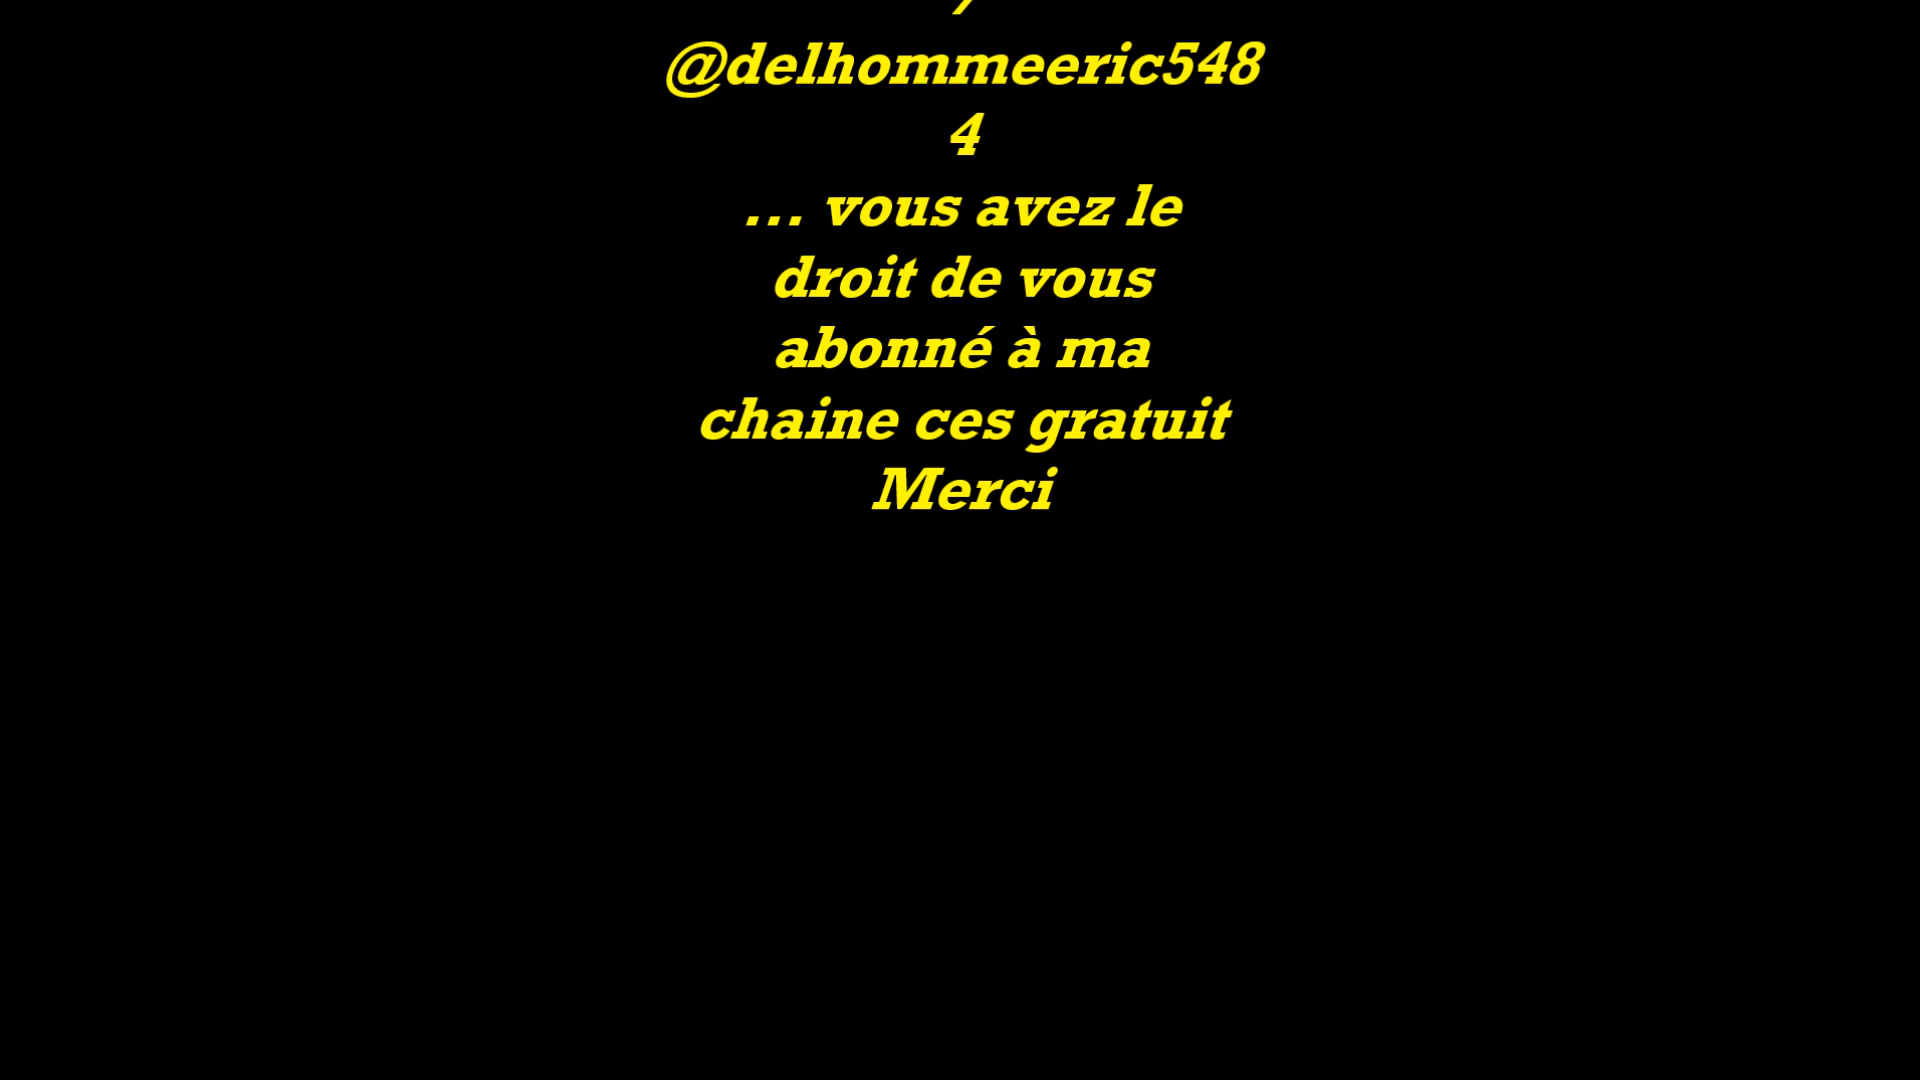 @delhommeeric548
4
... vous avez le
droit de vous
abonné à ma
chaine ces gratuit
Merci